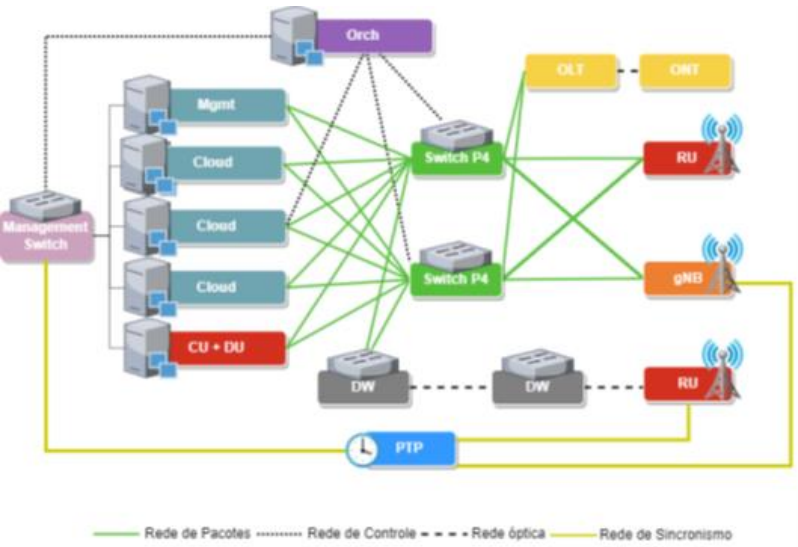 Orch
Mgmt
OLT
ONT
Cloud
Switch P4
RU
Management
Switch
Cloud
Cloud
Switch P4
gNB
CU + DU
DW
DW
RU
PTP
Rede de Pacotes
Rede de Controle
Rede óptica
Rede de Sincronismo